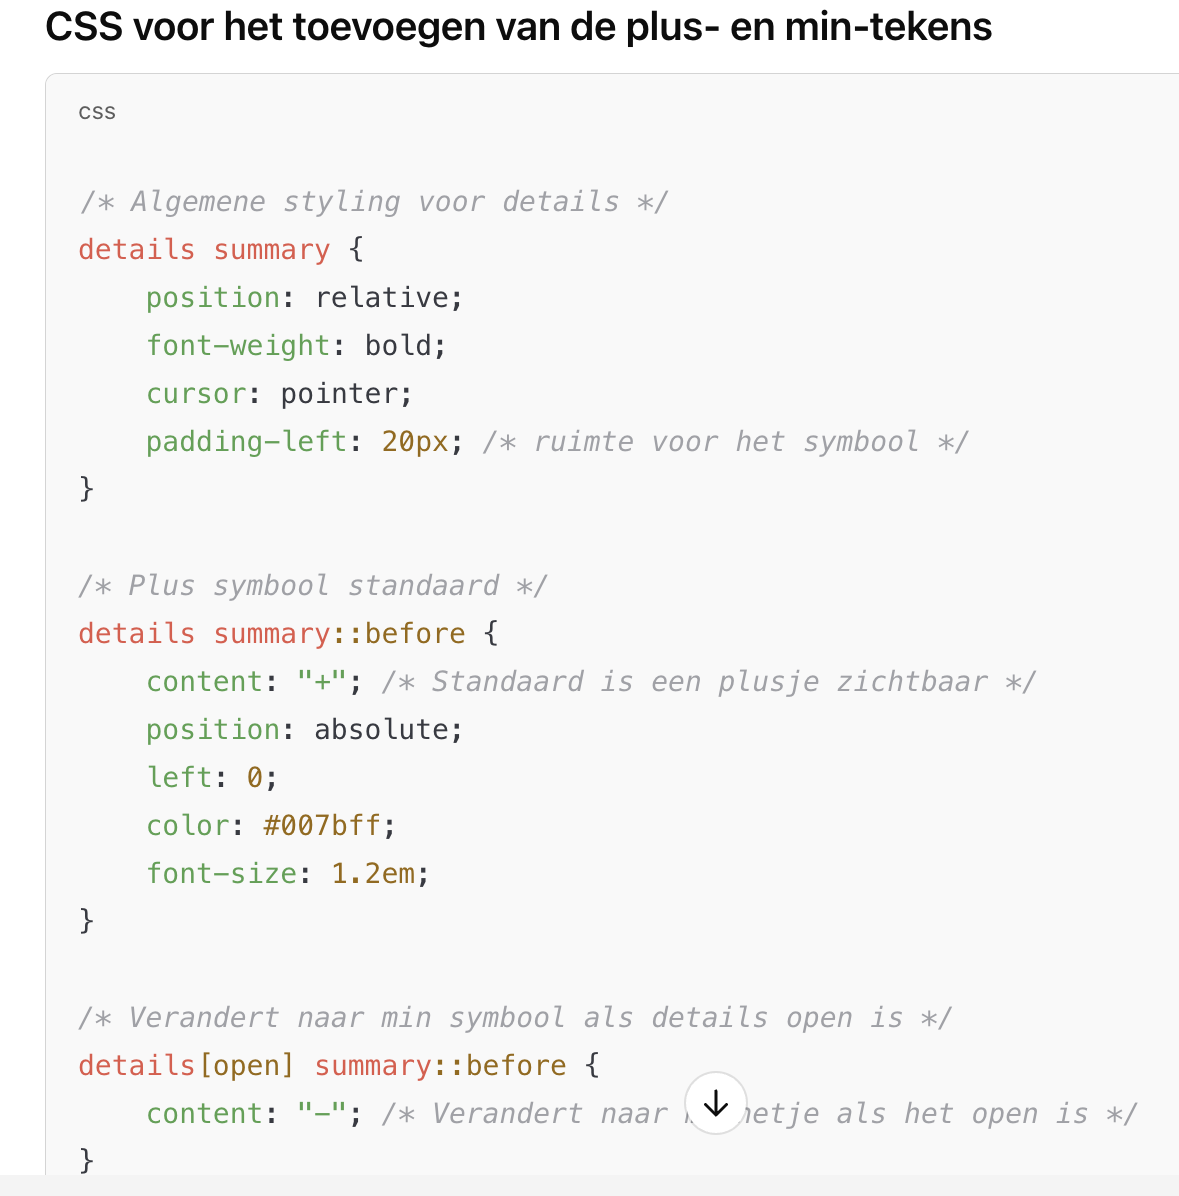 CSS voor het toevoegen van de plus- en min-tekens
css
/* Algemene styling voor details */
details summary {
    position: relative;
    font-weight: bold;
    cursor: pointer;
    padding-left: 20px; /* ruimte voor het symbool */
}
/* Plus symbool standaard */
details summary::before {
    content: "+"; /* Standaard is een plusje zichtbaar */
    position: absolute;
    left: 0;
    color: #007bff;
    font-size: 1.2em;
}
/* Verandert naar min symbool als details open is */
details[open] summary::before {
    content: "-"; /* Verandert naar als het open is */
}